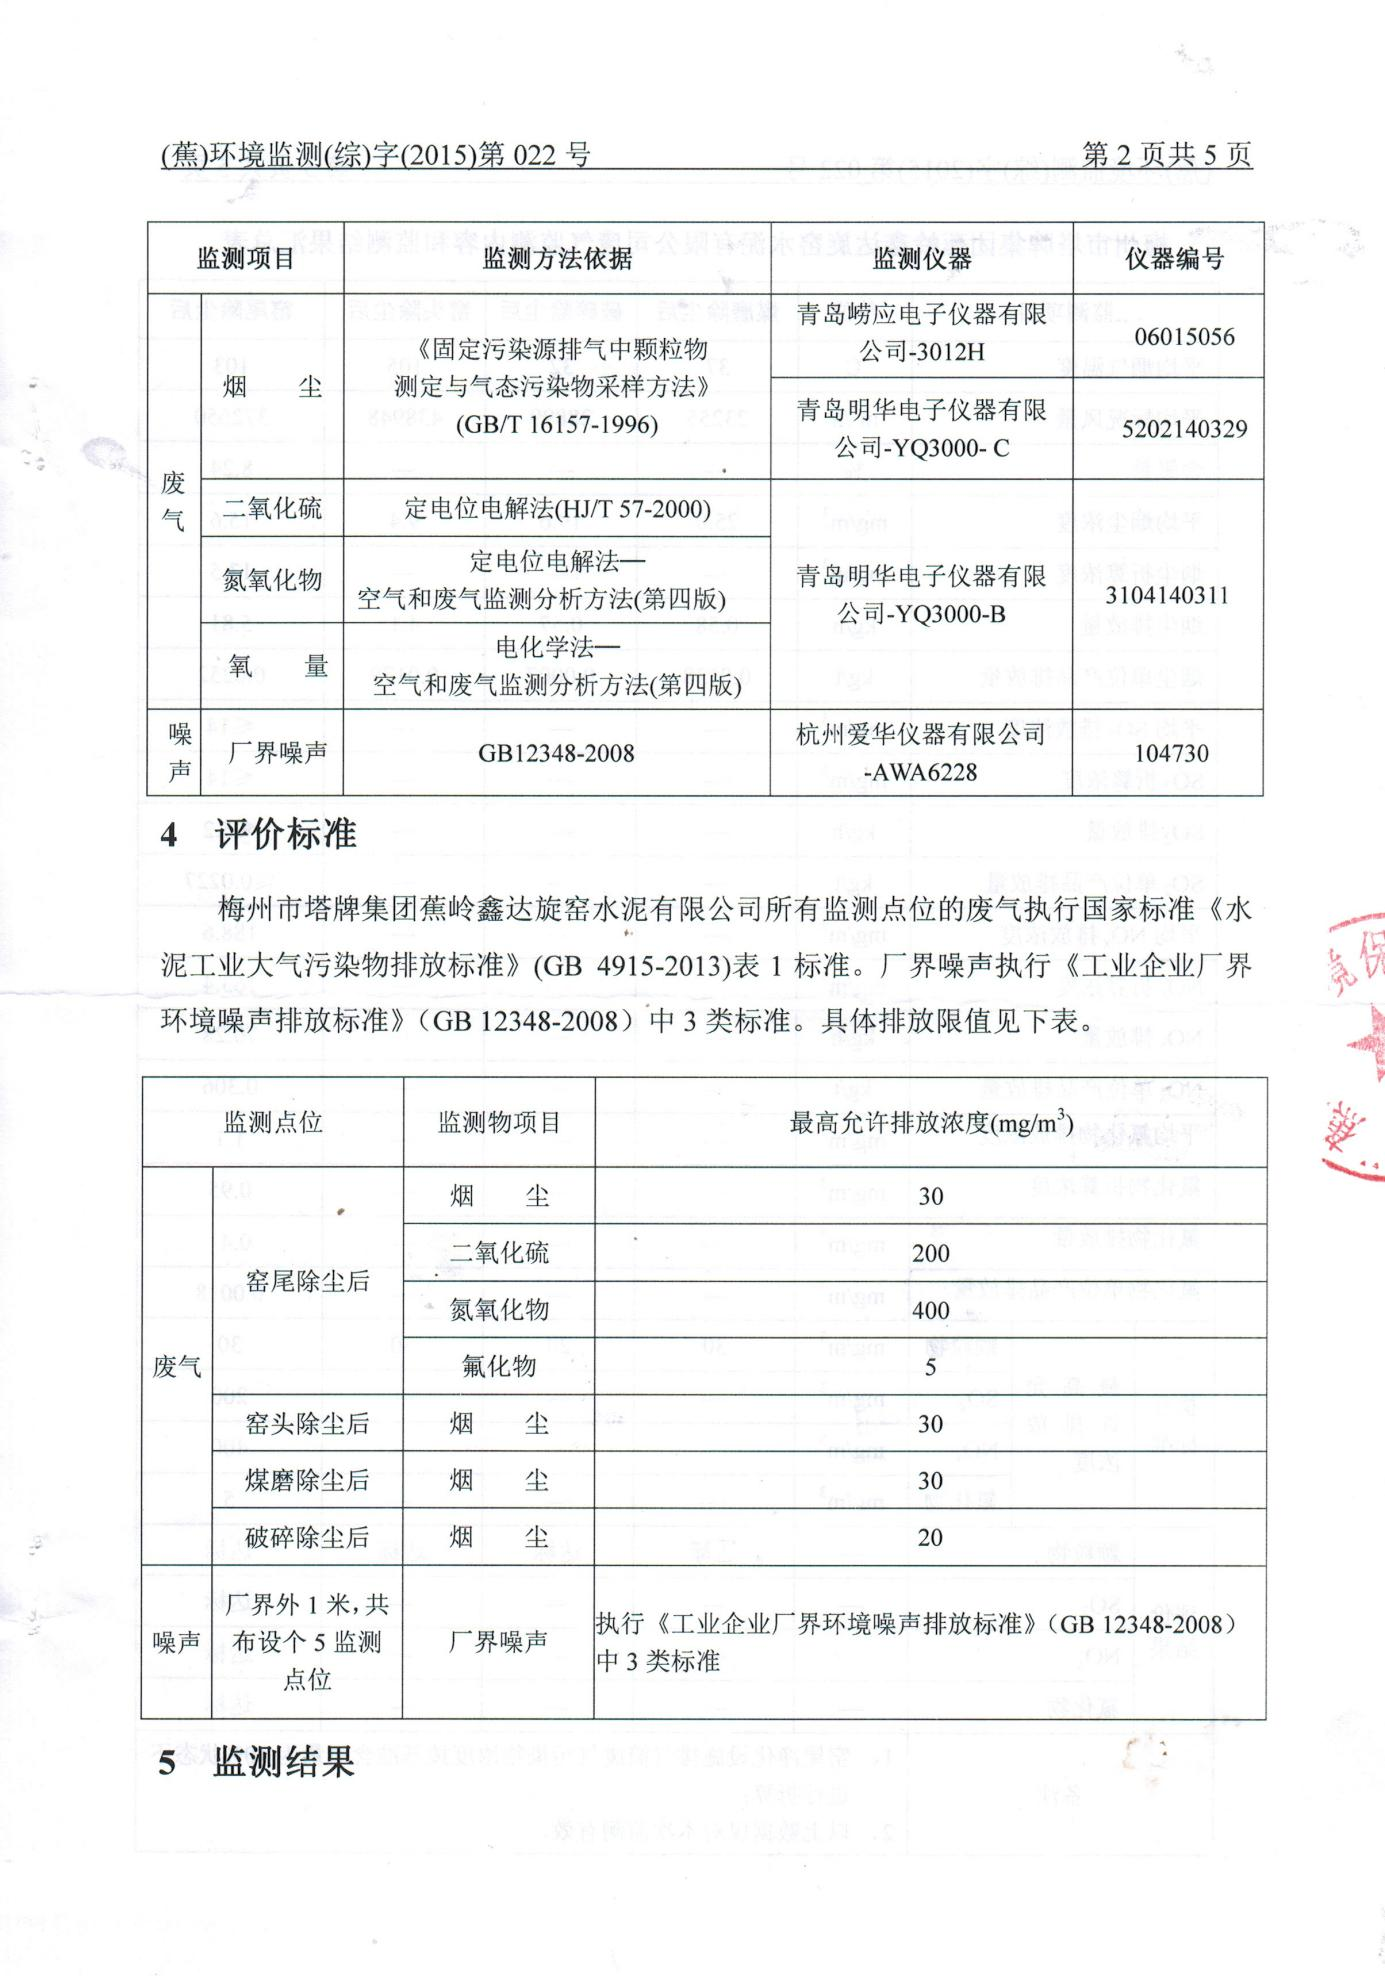 (蕉)环境监测(综)字(2015)第 022 号
第 2 页共 5 页
监测项目 监测方法依据 监测仪器 仪器编号
废
气
烟 尘
《固定污染源排气中颗粒物
测定与气态污染物采样方法》
(GB/T 16157-1996)
青岛崂应电子仪器有限
公司-3012H
06015056
青岛明华电子仪器有限
公司-YQ3000- C
5202140329
二氧化硫
定电位电解法(HJ/T 57-2000)
氮氧化物
定电位电解法—
空气和废气监测分析方法(第四版)
青岛明华电子仪器有限
公司-YQ3000-B
3104140311
氧 量
电化学法—
空气和废气监测分析方法(第四版)
噪
声
厂界噪声
GB12348-2008
杭州爱华仪器有限公司
-AWA6228
104730
4 评价标准
梅州市塔牌集团蕉岭鑫达旋窑水泥有限公司所有监测点位的废气执行国家标准《水
泥工业大气污染物排放标准》(GB 4915-2013)表 1 标准。厂界噪声执行《工业企业厂界
环境噪声排放标准》（GB 12348-2008）中 3 类标准。具体排放限值见下表。
监测点位 监测物项目 最高允许排放浓度(mg/m³)
废气
窑尾除尘后
烟 尘 30
二氧化硫 200
氮氧化物 400
氟化物 5
窑头除尘后 烟 尘 30
煤磨除尘后 烟 尘 30
破碎除尘后 烟 尘 20
噪声
厂界外 1 米，共
布设个 5 监测
点位
厂界噪声
执行《工业企业厂界环境噪声排放标准》（GB 12348-2008）
中 3 类标准
5 监测结果